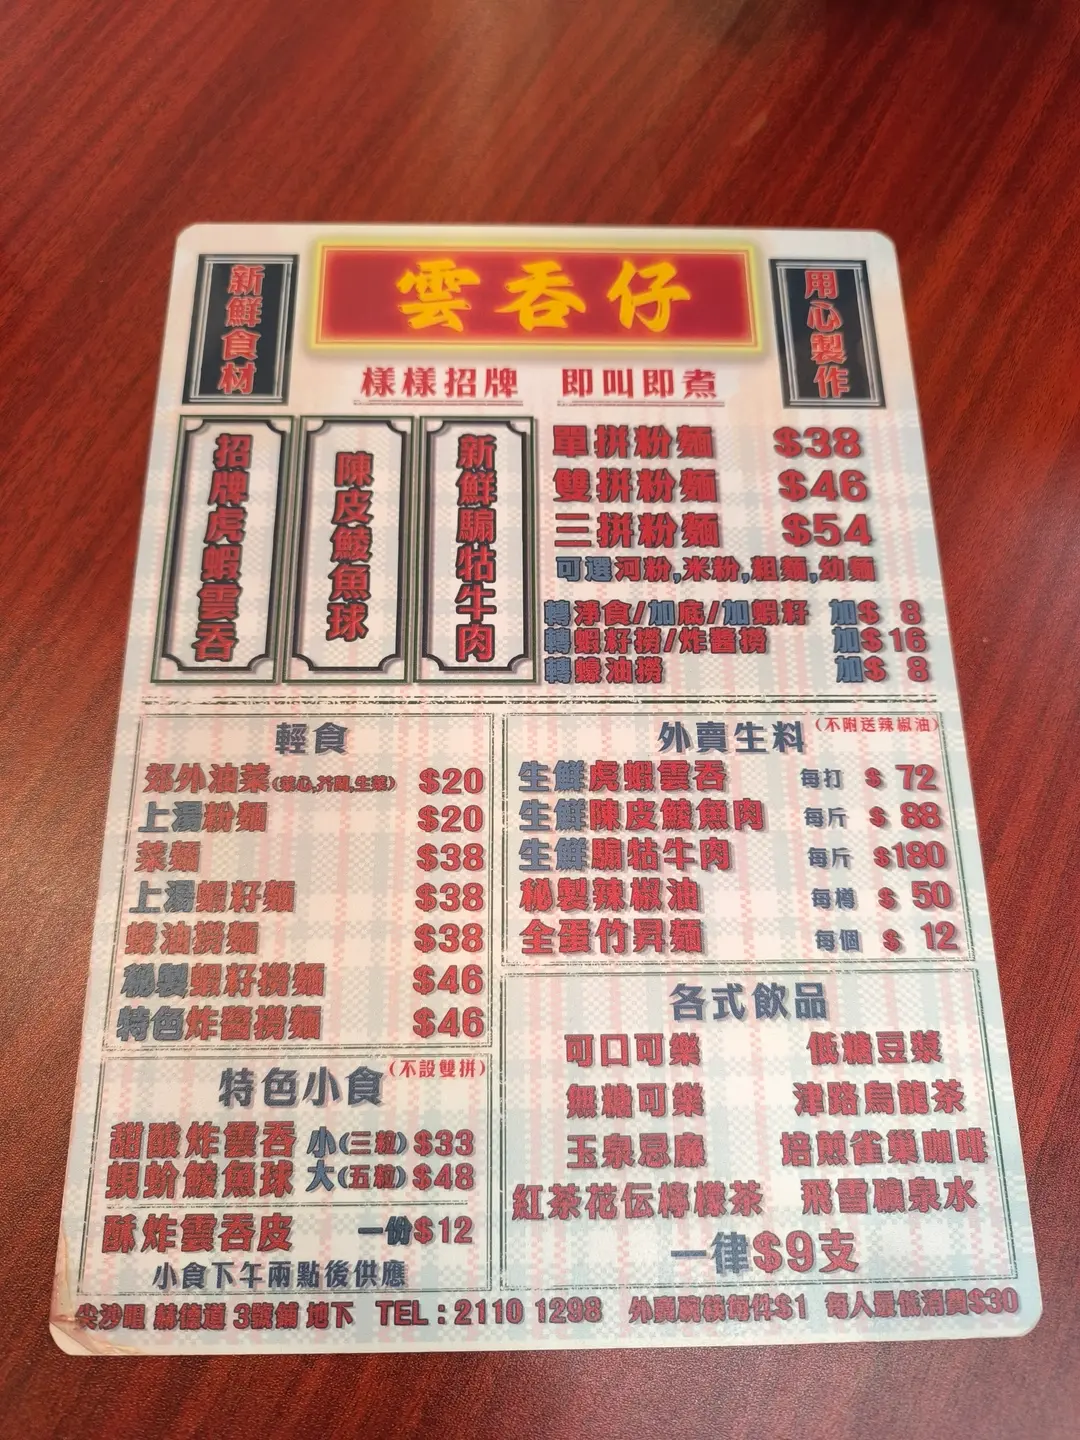 雲吞仔
新鮮食材
用心製作
樣樣招牌 即叫即煮
招牌虎蝦雲吞
陳皮鯪魚球
新鮮騸牯牛肉
單拼粉麵 $38
雙拼粉麵 $46
三拼粉麵 $54
可選河粉,米粉,粗麵,幼麵
轉淨食/加底/加蝦籽 加$ 8
轉蝦籽撈/炸醬撈 加$16
轉蠔油撈 加$ 8
輕食
郊外油菜(菜心,芥蘭,生菜) $20
上湯粉麵 $20
菜麵 $38
上湯蝦籽麵 $38
蠔油撈麵 $38
秘製蝦籽撈麵 $46
特色炸醬撈麵 $46
特色小食(不設雙拼)
甜酸炸雲吞 小(三粒)$33
蜆蚧鯪魚球 大(五粒)$48
酥炸雲吞皮 一份$12
小食下午兩點後供應
外賣生料(不附送辣椒油)
生鮮虎蝦雲吞 每打 $ 72
生鮮陳皮鯪魚肉 每斤 $ 88
生鮮騸牯牛肉 每斤 $180
秘製辣椒油 每樽 $ 50
全蛋竹昇麵 每個 $ 12
各式飲品
可口可樂 低糖豆漿
無糖可樂 津路烏龍茶
玉泉忌廉 焙煎雀巢咖啡
紅茶花伝檸檬茶 飛雪礦泉水
一律$9支
尖沙咀 赫德道 3號舖 地下 TEL:2110 1298 外賣碗筷每件$1 每人最低消費$30